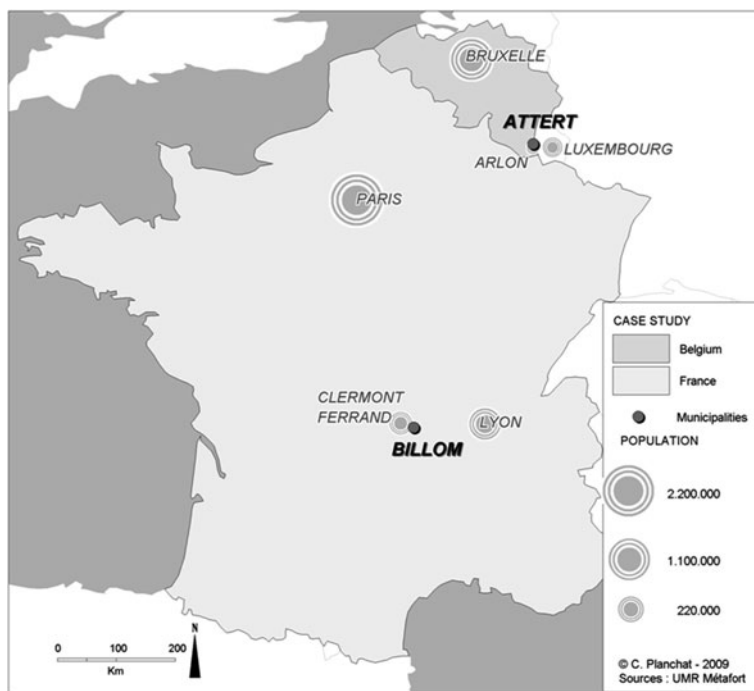 BRUXELLE
ATTERT
ARLON
LUXEMBOURG
PARIS
CLERMONT
FERRAND
LYON
BILLOM
CASE STUDY
Belgium
France
Municipalities
POPULATION
2.200.000
1.100.000
220.000
0 100 200
Km
N
© C. Planchat - 2009
Sources : UMR Métafort